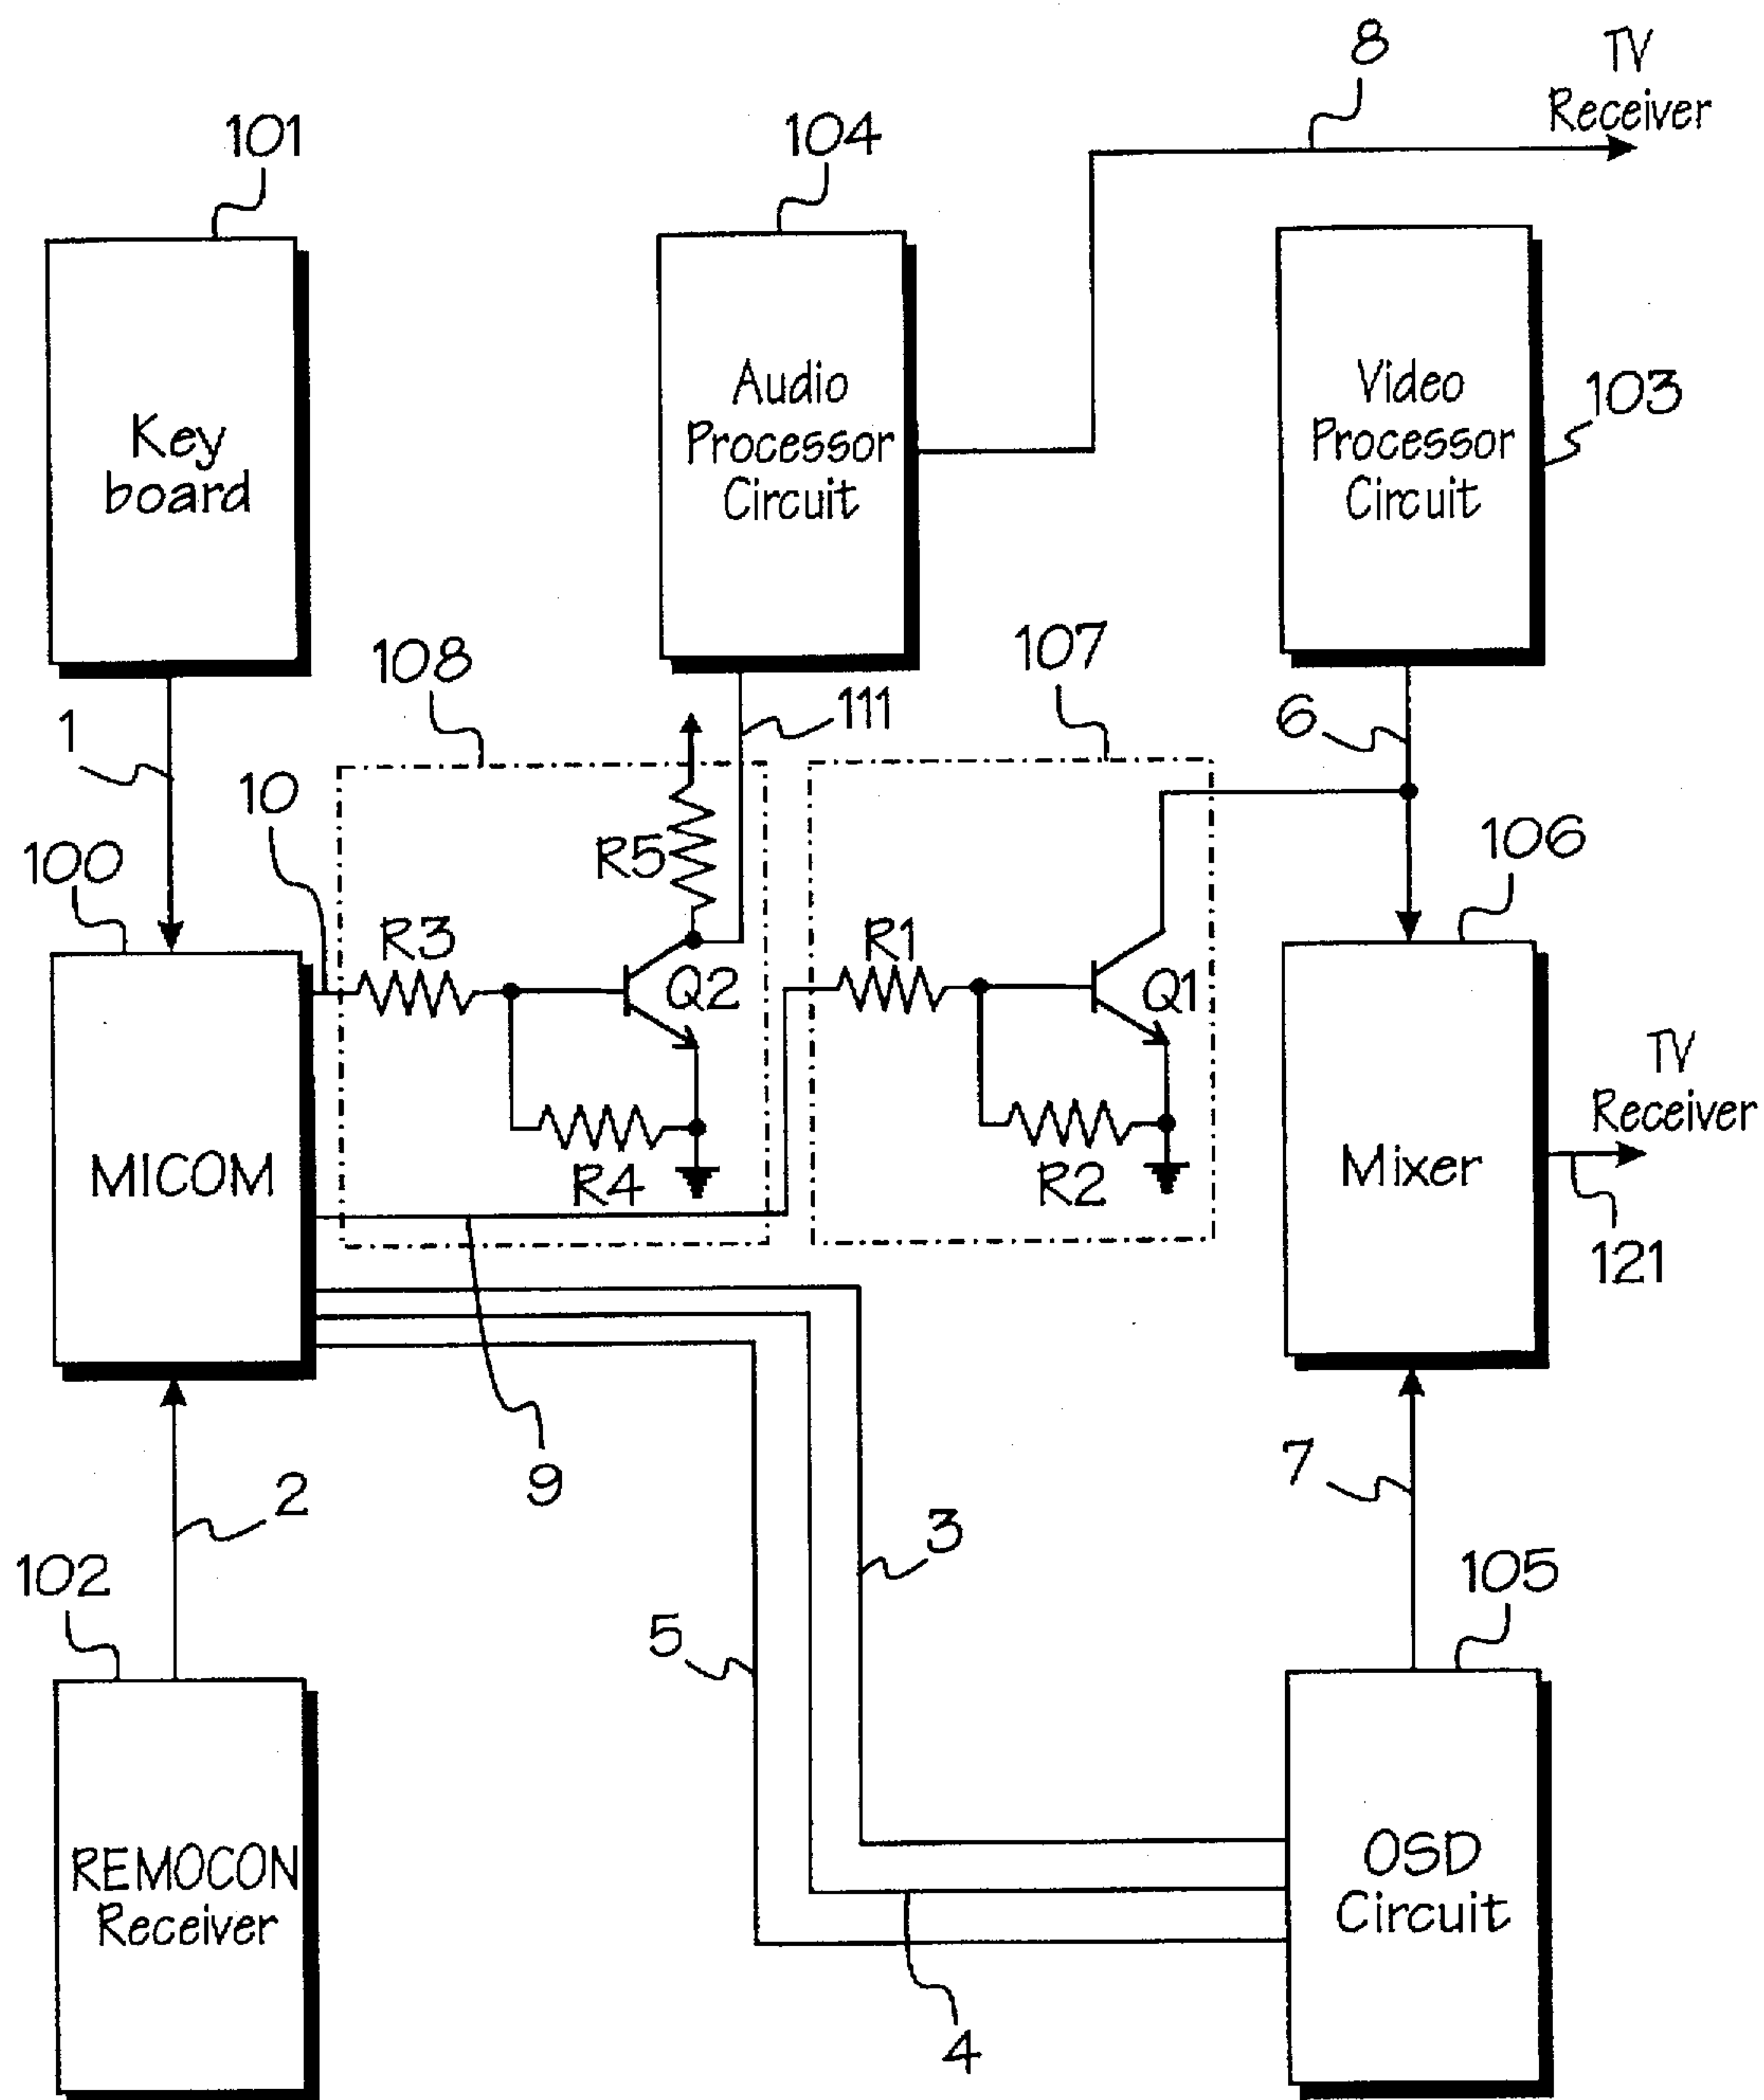 8
TV
Receiver
101
104
Key
board
Audio
Processor
Circuit
Video
Processor
Circuit
103
108
107
111
1
6
10
100
R5
106
R3
Q2
R1
Q1
MICOM
R4
R2
Mixer
TV
Receiver
121
9
2
7
3
102
5
105
REMOCON
Receiver
OSD
Circuit
4